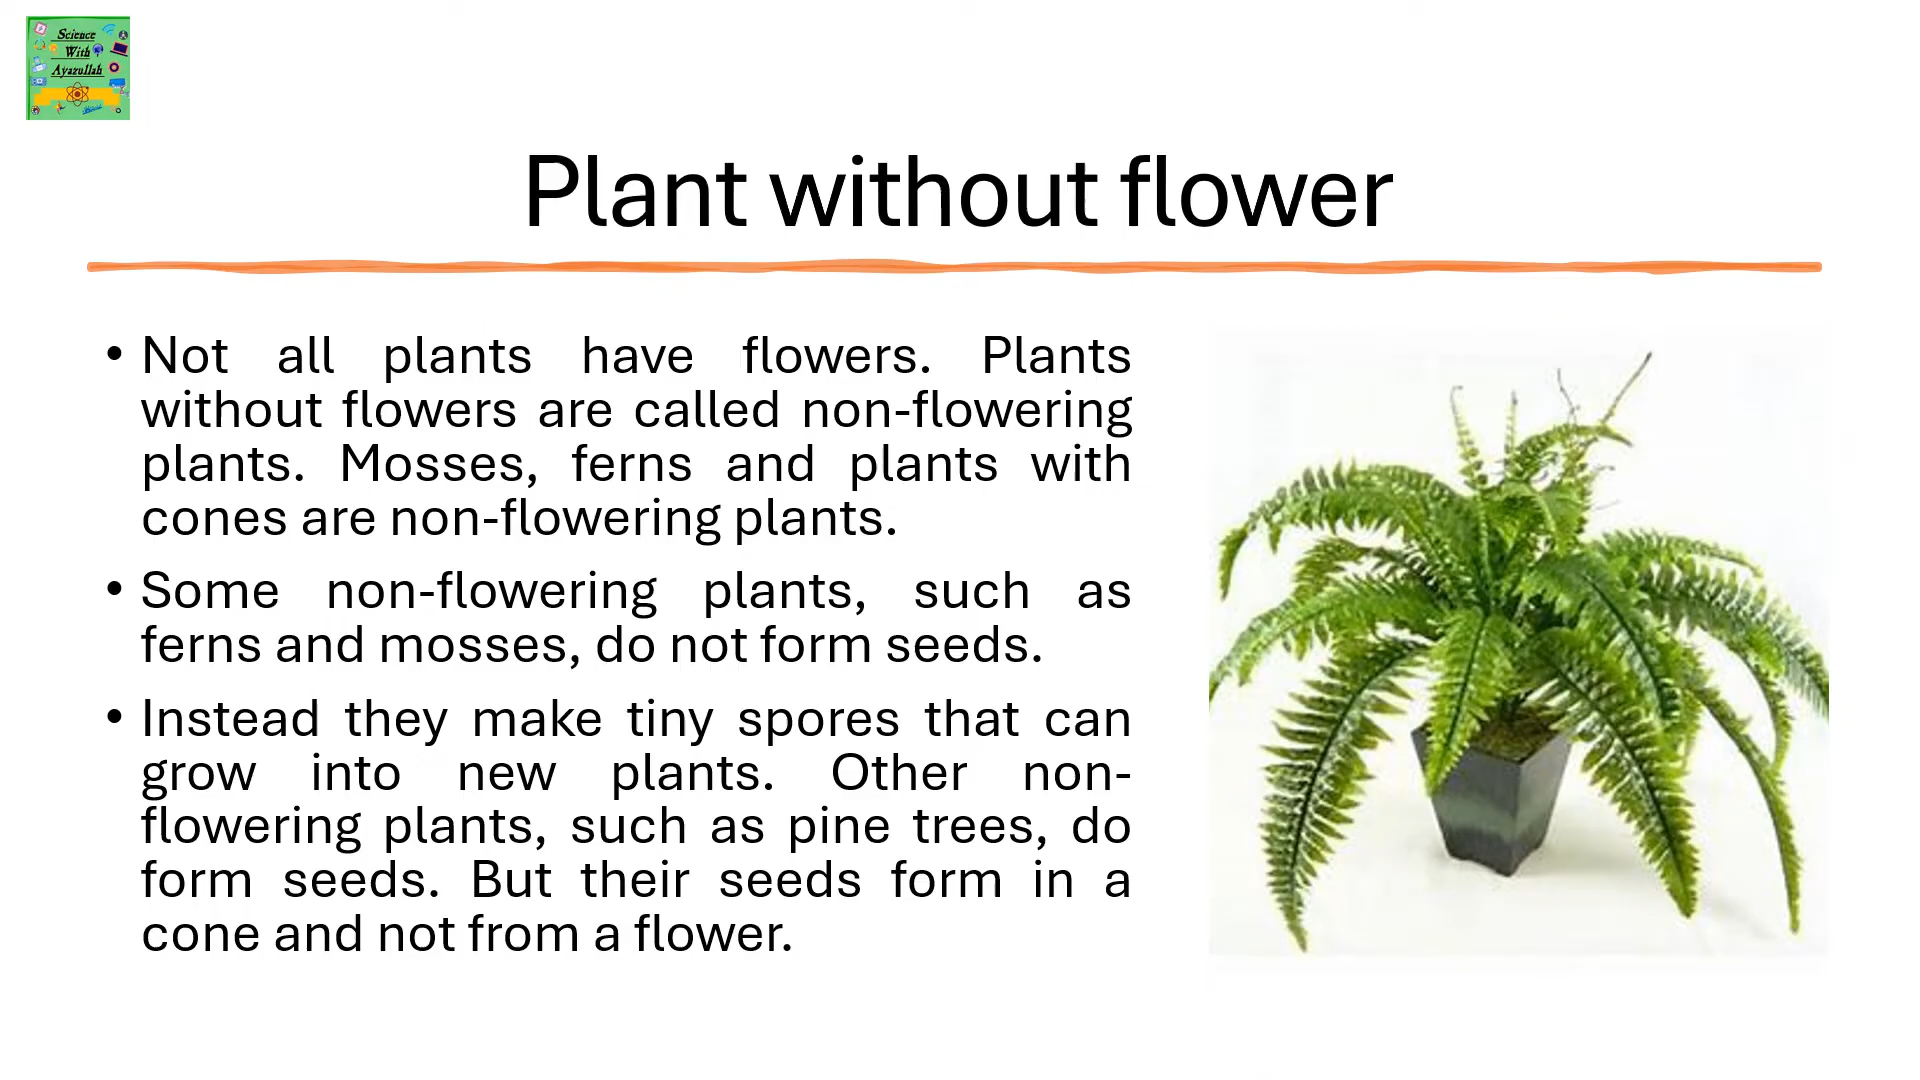 Science
With
Ayazullah
Plant without flower
• Not all plants have flowers. Plants
without flowers are called non-flowering
plants. Mosses, ferns and plants with
cones are non-flowering plants.
• Some non-flowering plants, such as
ferns and mosses, do not form seeds.
• Instead they make tiny spores that can
grow into new plants. Other non-
flowering plants, such as pine trees, do
form seeds. But their seeds form in a
cone and not from a flower.